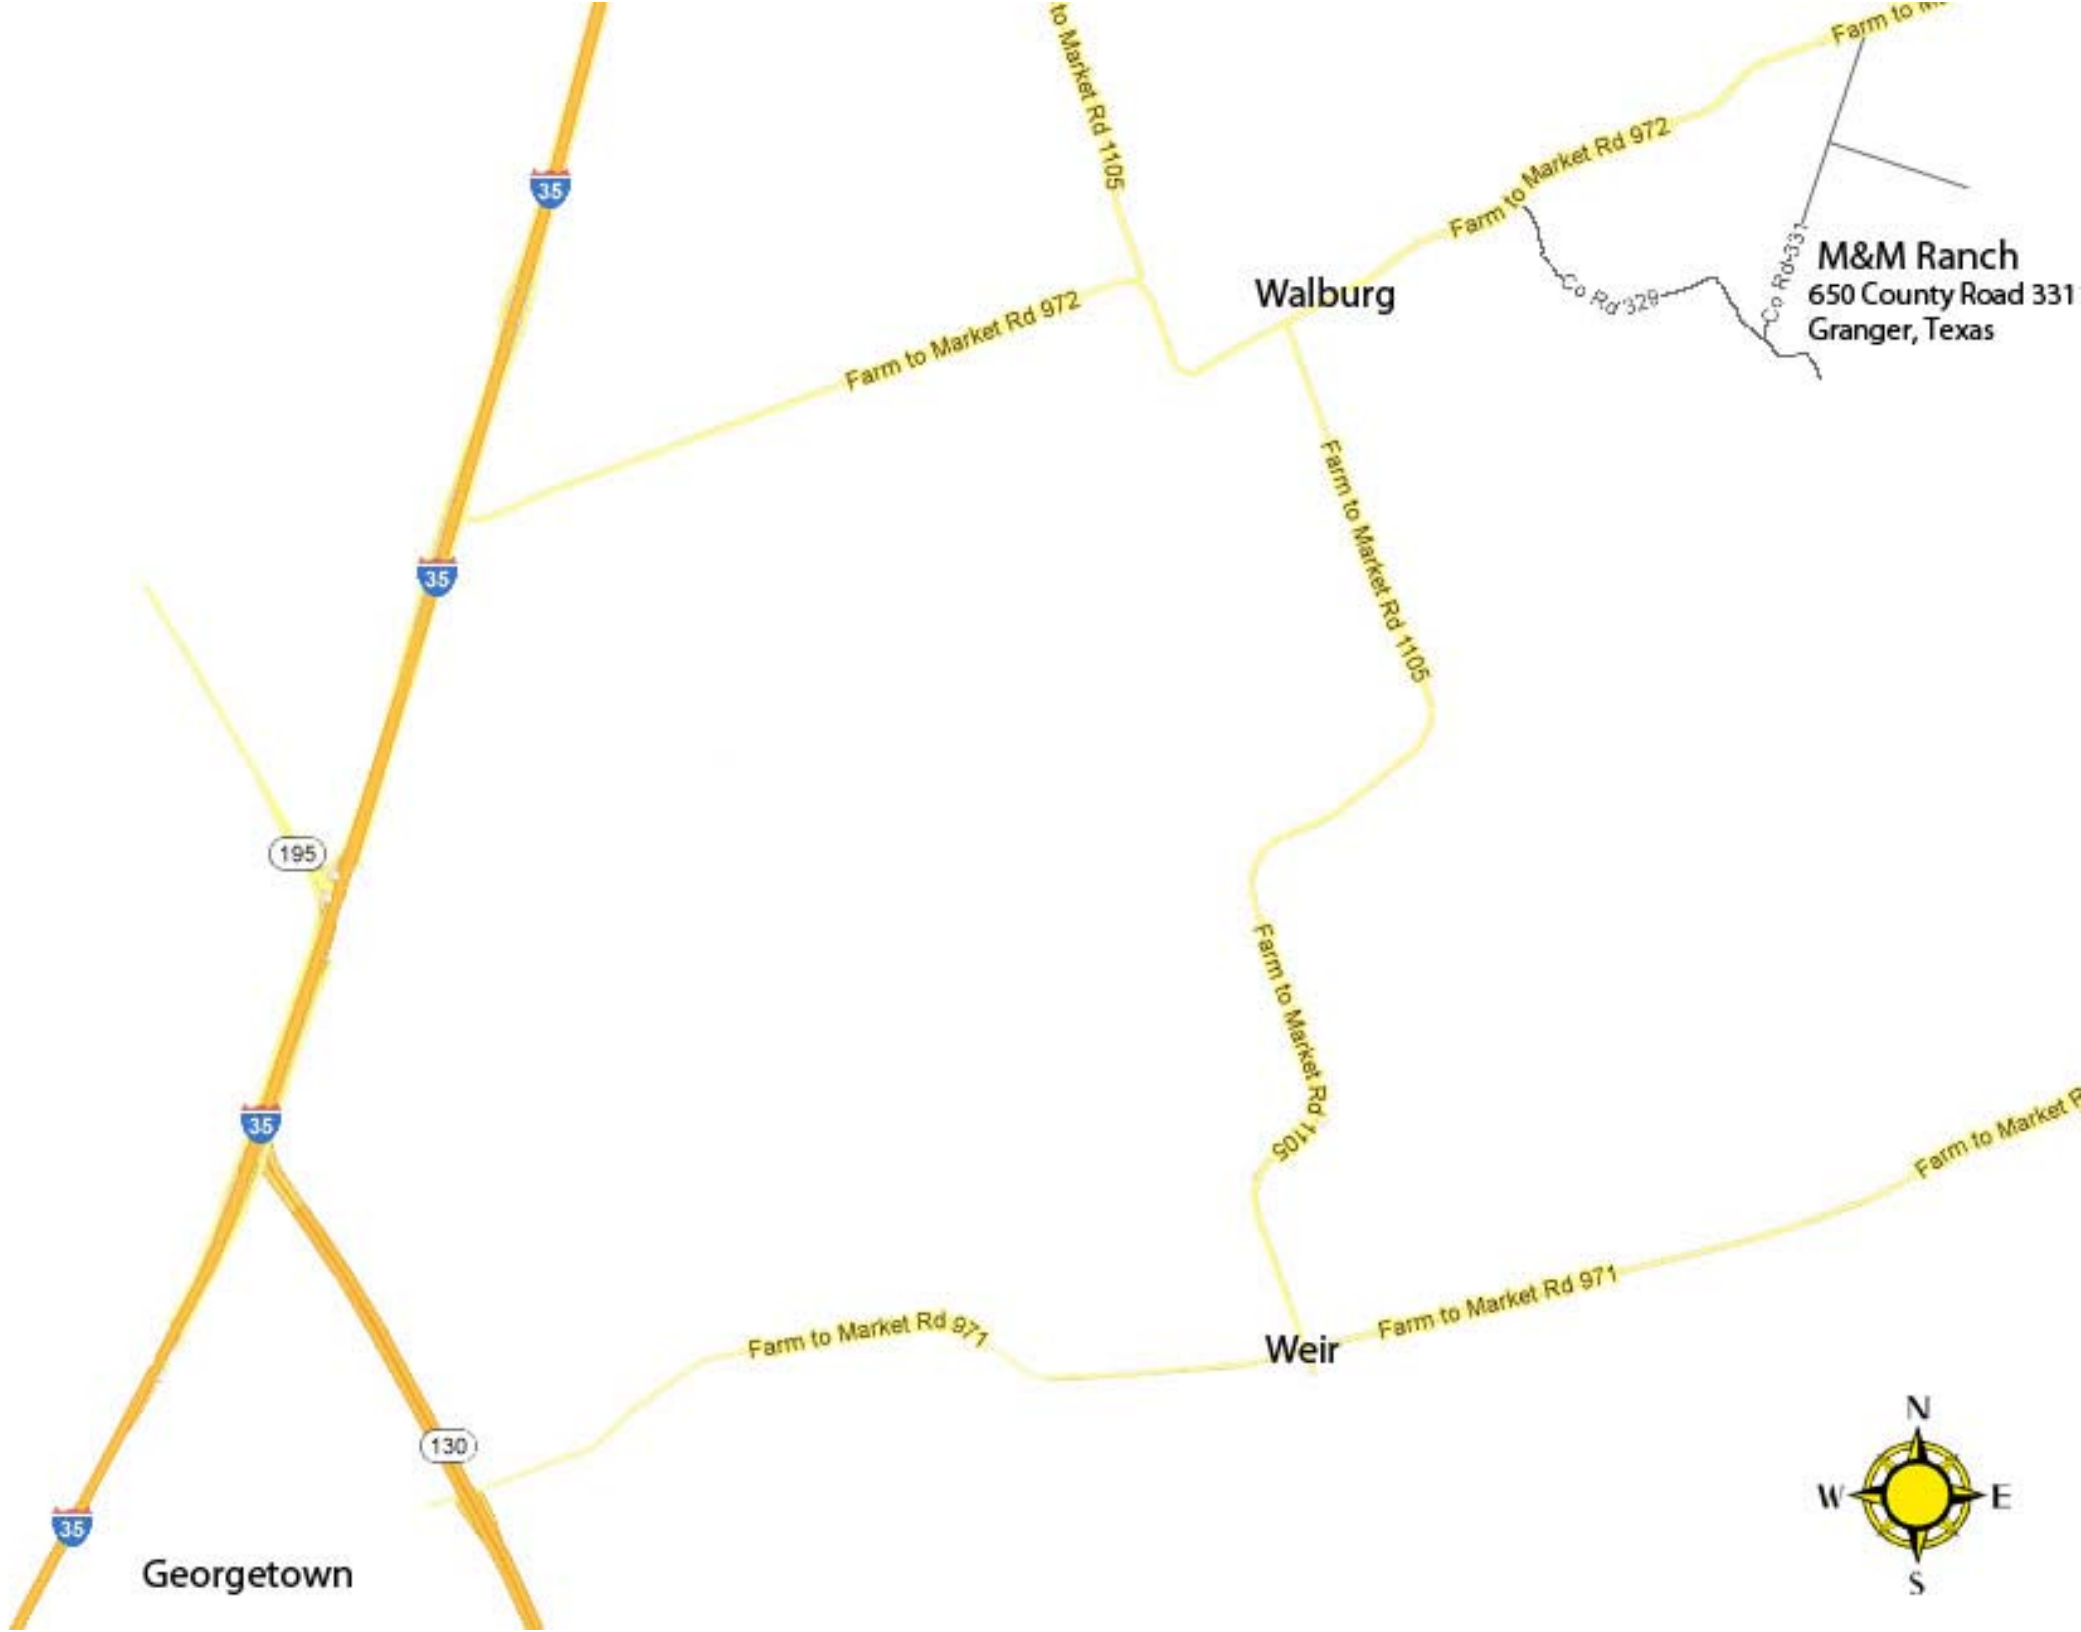 to Market Rd 1105
Farm to
35
Farm to Market Rd 972
Co Rd 331
M&M Ranch
650 County Road 331
Granger, Texas
Co Rd 329
Walburg
Farm to Market Rd 972
Farm to Market Rd 1105
35
195
Farm to Market Rd 1105
35
Farm to Market
Farm to Market Rd 971
Farm to Market Rd 971
Weir
130
35
Georgetown
N
W
E
S